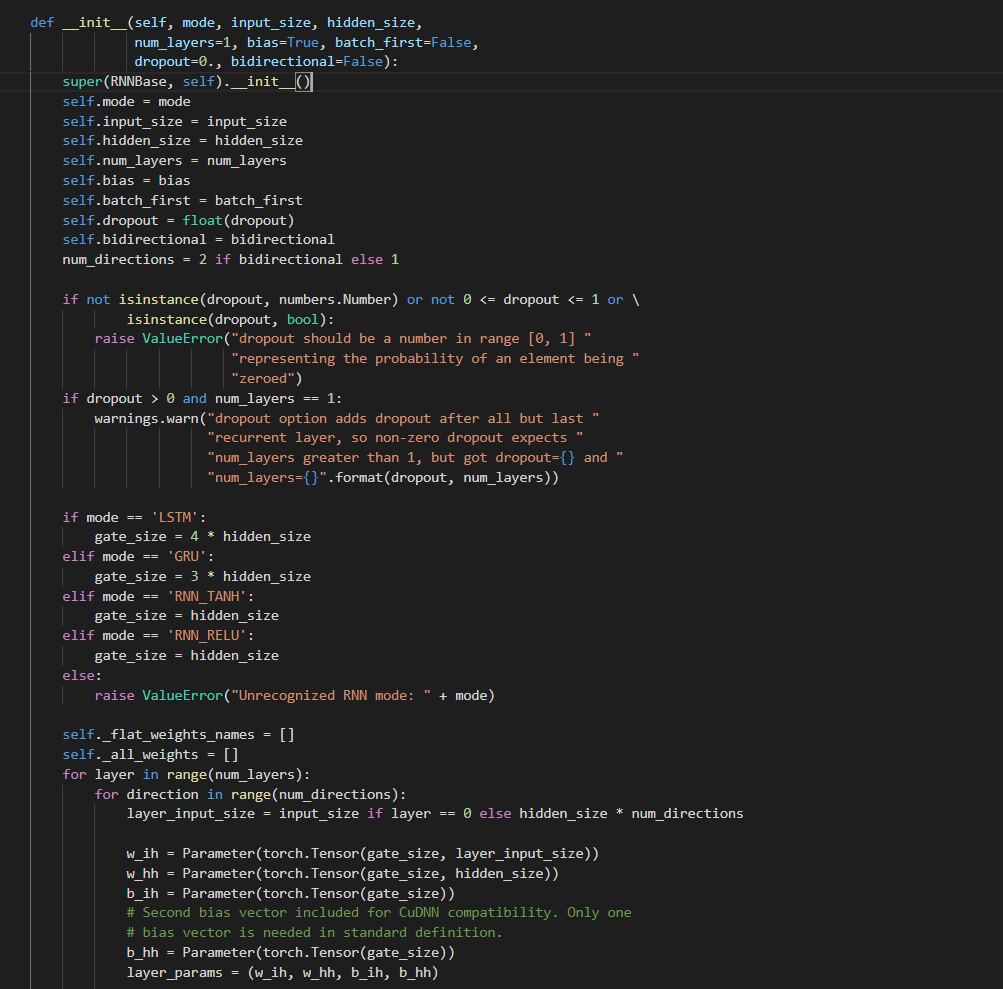 def __init__(self, mode, input_size, hidden_size,
             num_layers=1, bias=True, batch_first=False,
             dropout=0., bidirectional=False):
    super(RNNBase, self).__init__()
    self.mode = mode
    self.input_size = input_size
    self.hidden_size = hidden_size
    self.num_layers = num_layers
    self.bias = bias
    self.batch_first = batch_first
    self.dropout = float(dropout)
    self.bidirectional = bidirectional
    num_directions = 2 if bidirectional else 1

    if not isinstance(dropout, numbers.Number) or not 0 <= dropout <= 1 or \
            isinstance(dropout, bool):
        raise ValueError("dropout should be a number in range [0, 1] "
                         "representing the probability of an element being "
                         "zeroed")
    if dropout > 0 and num_layers == 1:
        warnings.warn("dropout option adds dropout after all but last "
                      "recurrent layer, so non-zero dropout expects "
                      "num_layers greater than 1, but got dropout={} and "
                      "num_layers={}".format(dropout, num_layers))

    if mode == 'LSTM':
        gate_size = 4 * hidden_size
    elif mode == 'GRU':
        gate_size = 3 * hidden_size
    elif mode == 'RNN_TANH':
        gate_size = hidden_size
    elif mode == 'RNN_RELU':
        gate_size = hidden_size
    else:
        raise ValueError("Unrecognized RNN mode: " + mode)

    self._flat_weights_names = []
    self._all_weights = []
    for layer in range(num_layers):
        for direction in range(num_directions):
            layer_input_size = input_size if layer == 0 else hidden_size * num_directions

            w_ih = Parameter(torch.Tensor(gate_size, layer_input_size))
            w_hh = Parameter(torch.Tensor(gate_size, hidden_size))
            b_ih = Parameter(torch.Tensor(gate_size))
            # Second bias vector included for CuDNN compatibility. Only one
            # bias vector is needed in standard definition.
            b_hh = Parameter(torch.Tensor(gate_size))
            layer_params = (w_ih, w_hh, b_ih, b_hh)